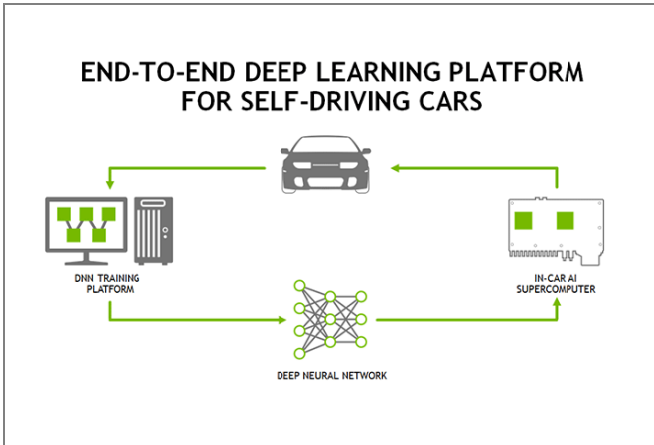 END-TO-END DEEP LEARNING PLATFORM
FOR SELF-DRIVING CARS
DNN TRAINING
PLATFORM
IN-CAR AI
SUPERCOMPUTER
DEEP NEURAL NETWORK